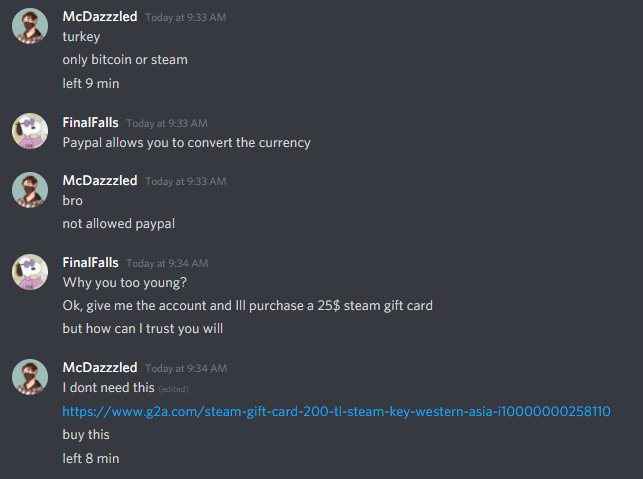 McDazzzled Today at 9:33 AM
turkey
only bitcoin or steam
left 9 min
FinalFalls Today at 9:33 AM
Paypal allows you to convert the currency
McDazzzled Today at 9:33 AM
bro
not allowed paypal
FinalFalls Today at 9:34 AM
Why you too young?
Ok, give me the account and Ill purchase a 25$ steam gift card
but how can I trust you will
McDazzzled Today at 9:34 AM
I dont need this (edited)
https://www.g2a.com/steam-gift-card-200-tl-steam-key-western-asia-i10000000258110
buy this
left 8 min